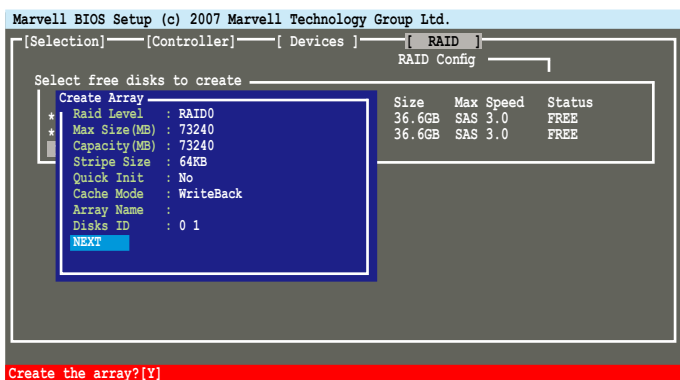 Marvell BIOS Setup (c) 2007 Marvell Technology Group Ltd.
[Selection] [Controller] [ Devices ] [ RAID ]
RAID Config
Select free disks to create
Create Array
Size Max Speed Status
* Raid Level : RAID0 36.6GB SAS 3.0 FREE
* Max Size(MB) : 73240 36.6GB SAS 3.0 FREE
Capacity(MB) : 73240
Stripe Size : 64KB
Quick Init : No
Cache Mode : WriteBack
Array Name :
Disks ID : 0 1
NEXT
Create the array?[Y]